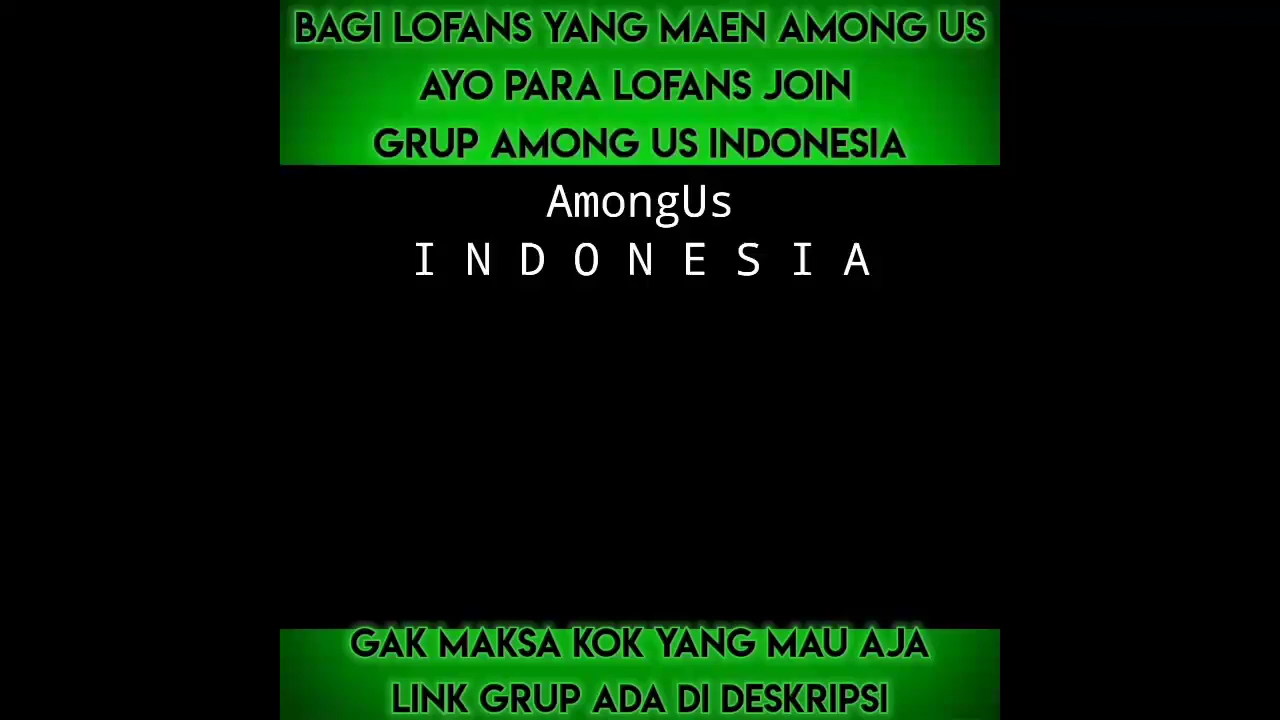 BAGI LOFANS YANG MAEN AMONG US
AYO PARA LOFANS JOIN
GRUP AMONG US INDONESIA
AmongUs
I N D O N E S I A
GAK MAKSA KOK YANG MAU AJA
LINK GRUP ADA DI DESKRIPSI